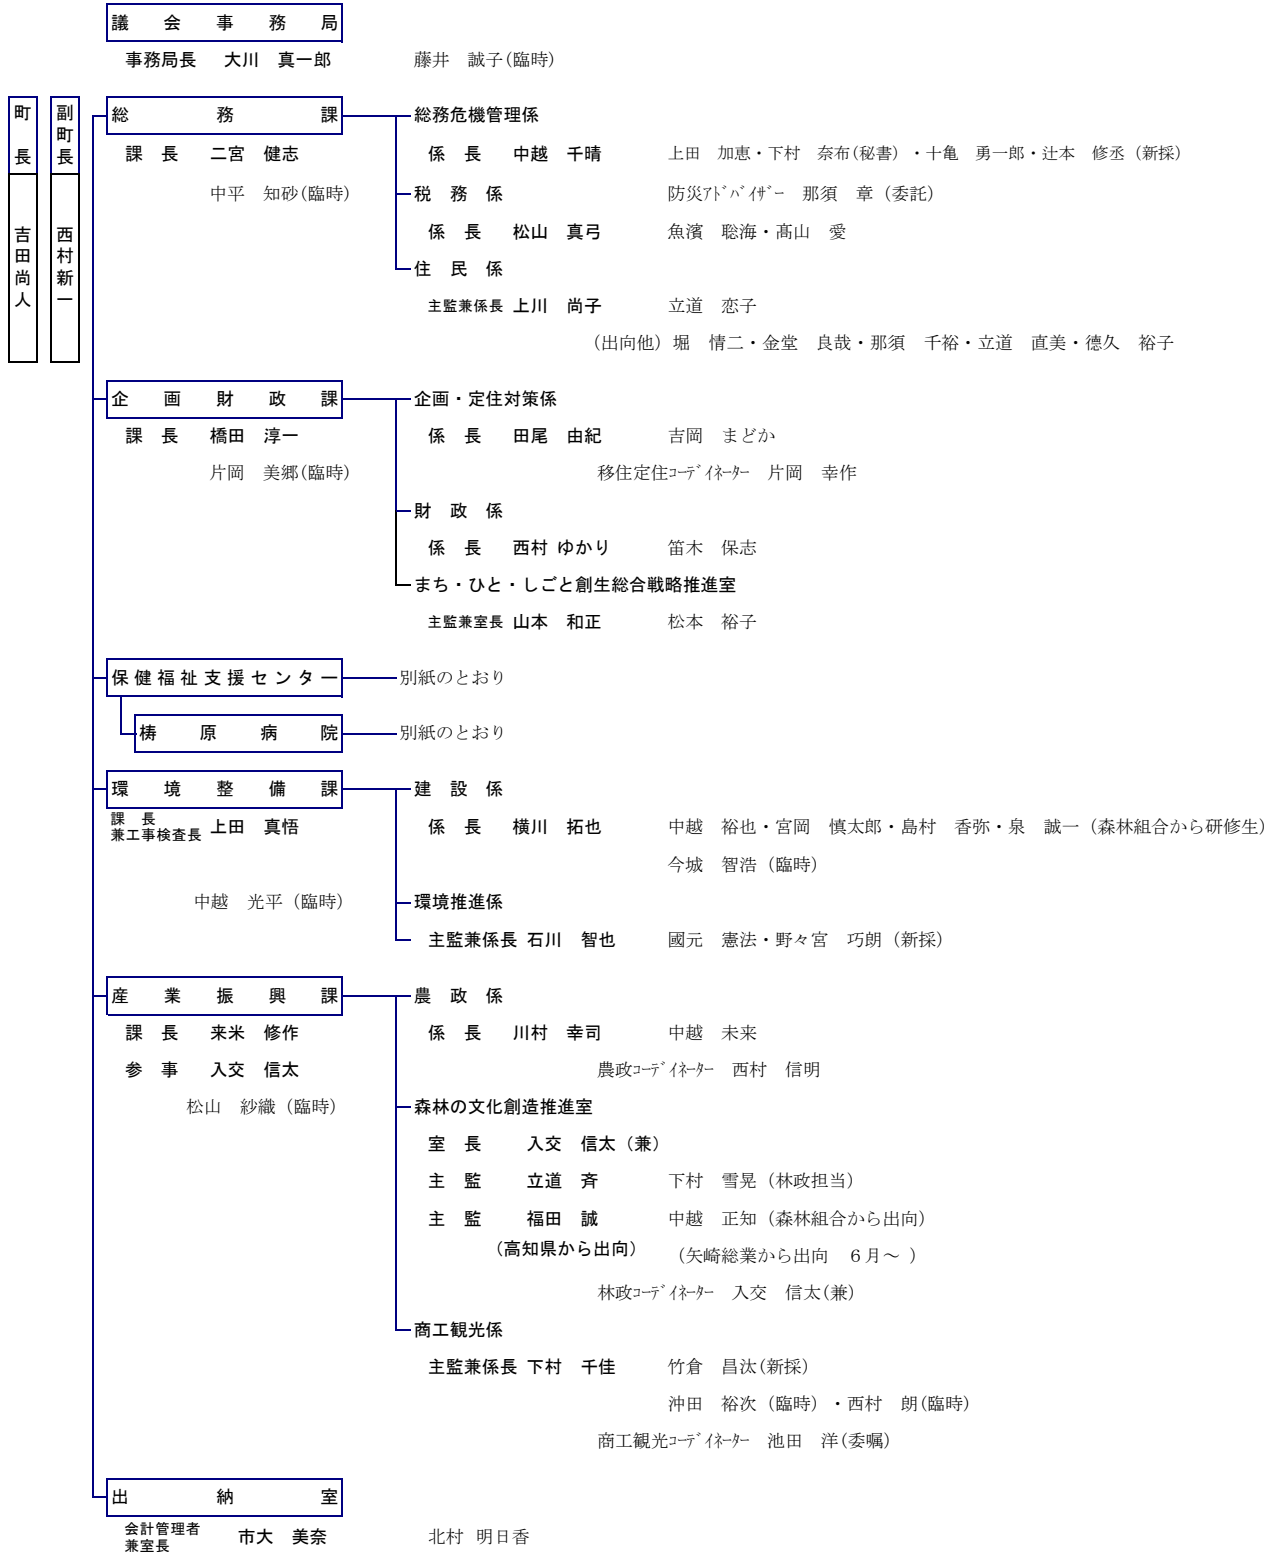 議会事務局
事務局長　大川　真一郎　藤井　誠子(臨時)
町長　吉田尚人
副町長　西村新一
総務課　総務危機管理係
課　長　二宮　健志　係　長　中越　千晴　上田　加恵・下村　奈布(秘書) ・十亀　勇一郎・辻本　修丞 (新採)
中平　知砂(臨時)　税　務　係　防災ｱﾄﾞﾊﾞｲｻﾞｰ　那須　章 (委託)
係　長　松山　真弓　魚濱　聡海・髙山　愛
住　民　係
主監兼係長 上川　尚子　立道　恋子
(出向他) 堀　情二・金堂　良哉・那須　千裕・立道　直美・德久　裕子
企画財政課　企画・定住対策係
課　長　橋田　淳一　係　長　田尾　由紀　吉岡　まどか
片岡　美郷(臨時)　移住定住ｺｰﾃﾞｲﾈｰﾀｰ　片岡　幸作
財　政　係
係　長　西村 ゆかり　笛木　保志
まち・ひと・しごと創生総合戦略推進室
主監兼室長 山本　和正　松本　裕子
保健福祉支援センター　別紙のとおり
梼原病院　別紙のとおり
環境整備課　建　設　係
課　長
兼工事検査長　上田　真悟　係　長　横川　拓也　中越　裕也・宮岡　慎太郎・島村　香弥・泉　誠一 (森林組合から研修生)
今城　智浩 (臨時)
中越　光平 (臨時)　環境推進係
主監兼係長 石川　智也　國元　憲法・野々宮　巧朗 (新採)
産業振興課　農　政　係
課　長　来米　修作　係　長　川村　幸司　中越　未来
参　事　入交　信太　農政ｺｰﾃﾞｲﾈｰﾀｰ　西村　信明
松山　紗織 (臨時)　森林の文化創造推進室
室　長　入交　信太 (兼)
主　監　立道　斉　下村　雪晃 (林政担当)
主　監　福田　誠　中越　正知 (森林組合から出向)
(高知県から出向)　(矢崎総業から出向　６月～ )
林政ｺｰﾃﾞｲﾈｰﾀｰ　入交　信太(兼)
商工観光係
主監兼係長 下村　千佳　竹倉　昌汰(新採)
沖田　裕次 (臨時) ・西村　朗(臨時)
商工観光ｺｰﾃﾞｲﾈｰﾀｰ　池田　洋(委嘱)
出納室
会計管理者
兼室長　市大　美奈　北村　明日香